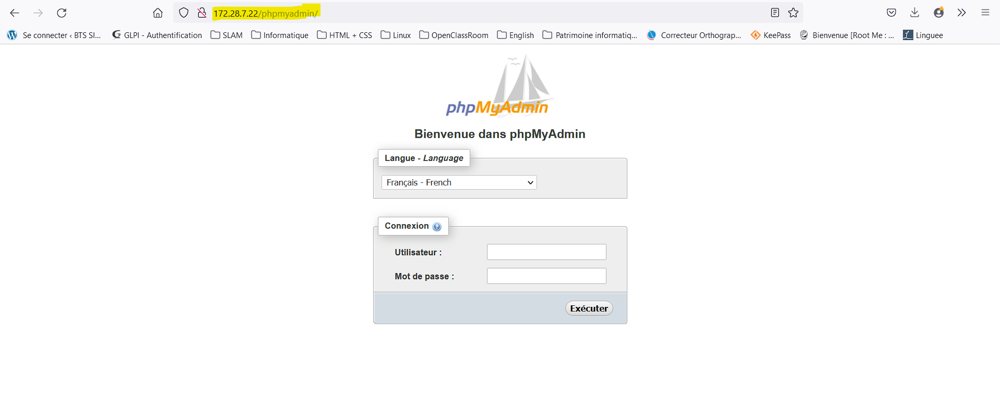 172.28.7.22/phpmyadmin/
Se connecter ‹ BTS SI... GLPI - Authentification SLAM Informatique HTML + CSS Linux OpenClassRoom English Patrimoine informatiq... Correcteur Orthograp... KeePass Bienvenue [Root Me : ... Linguee
phpMyAdmin
Bienvenue dans phpMyAdmin
Langue - Language
Français - French
Connexion
Utilisateur :
Mot de passe :
Exécuter